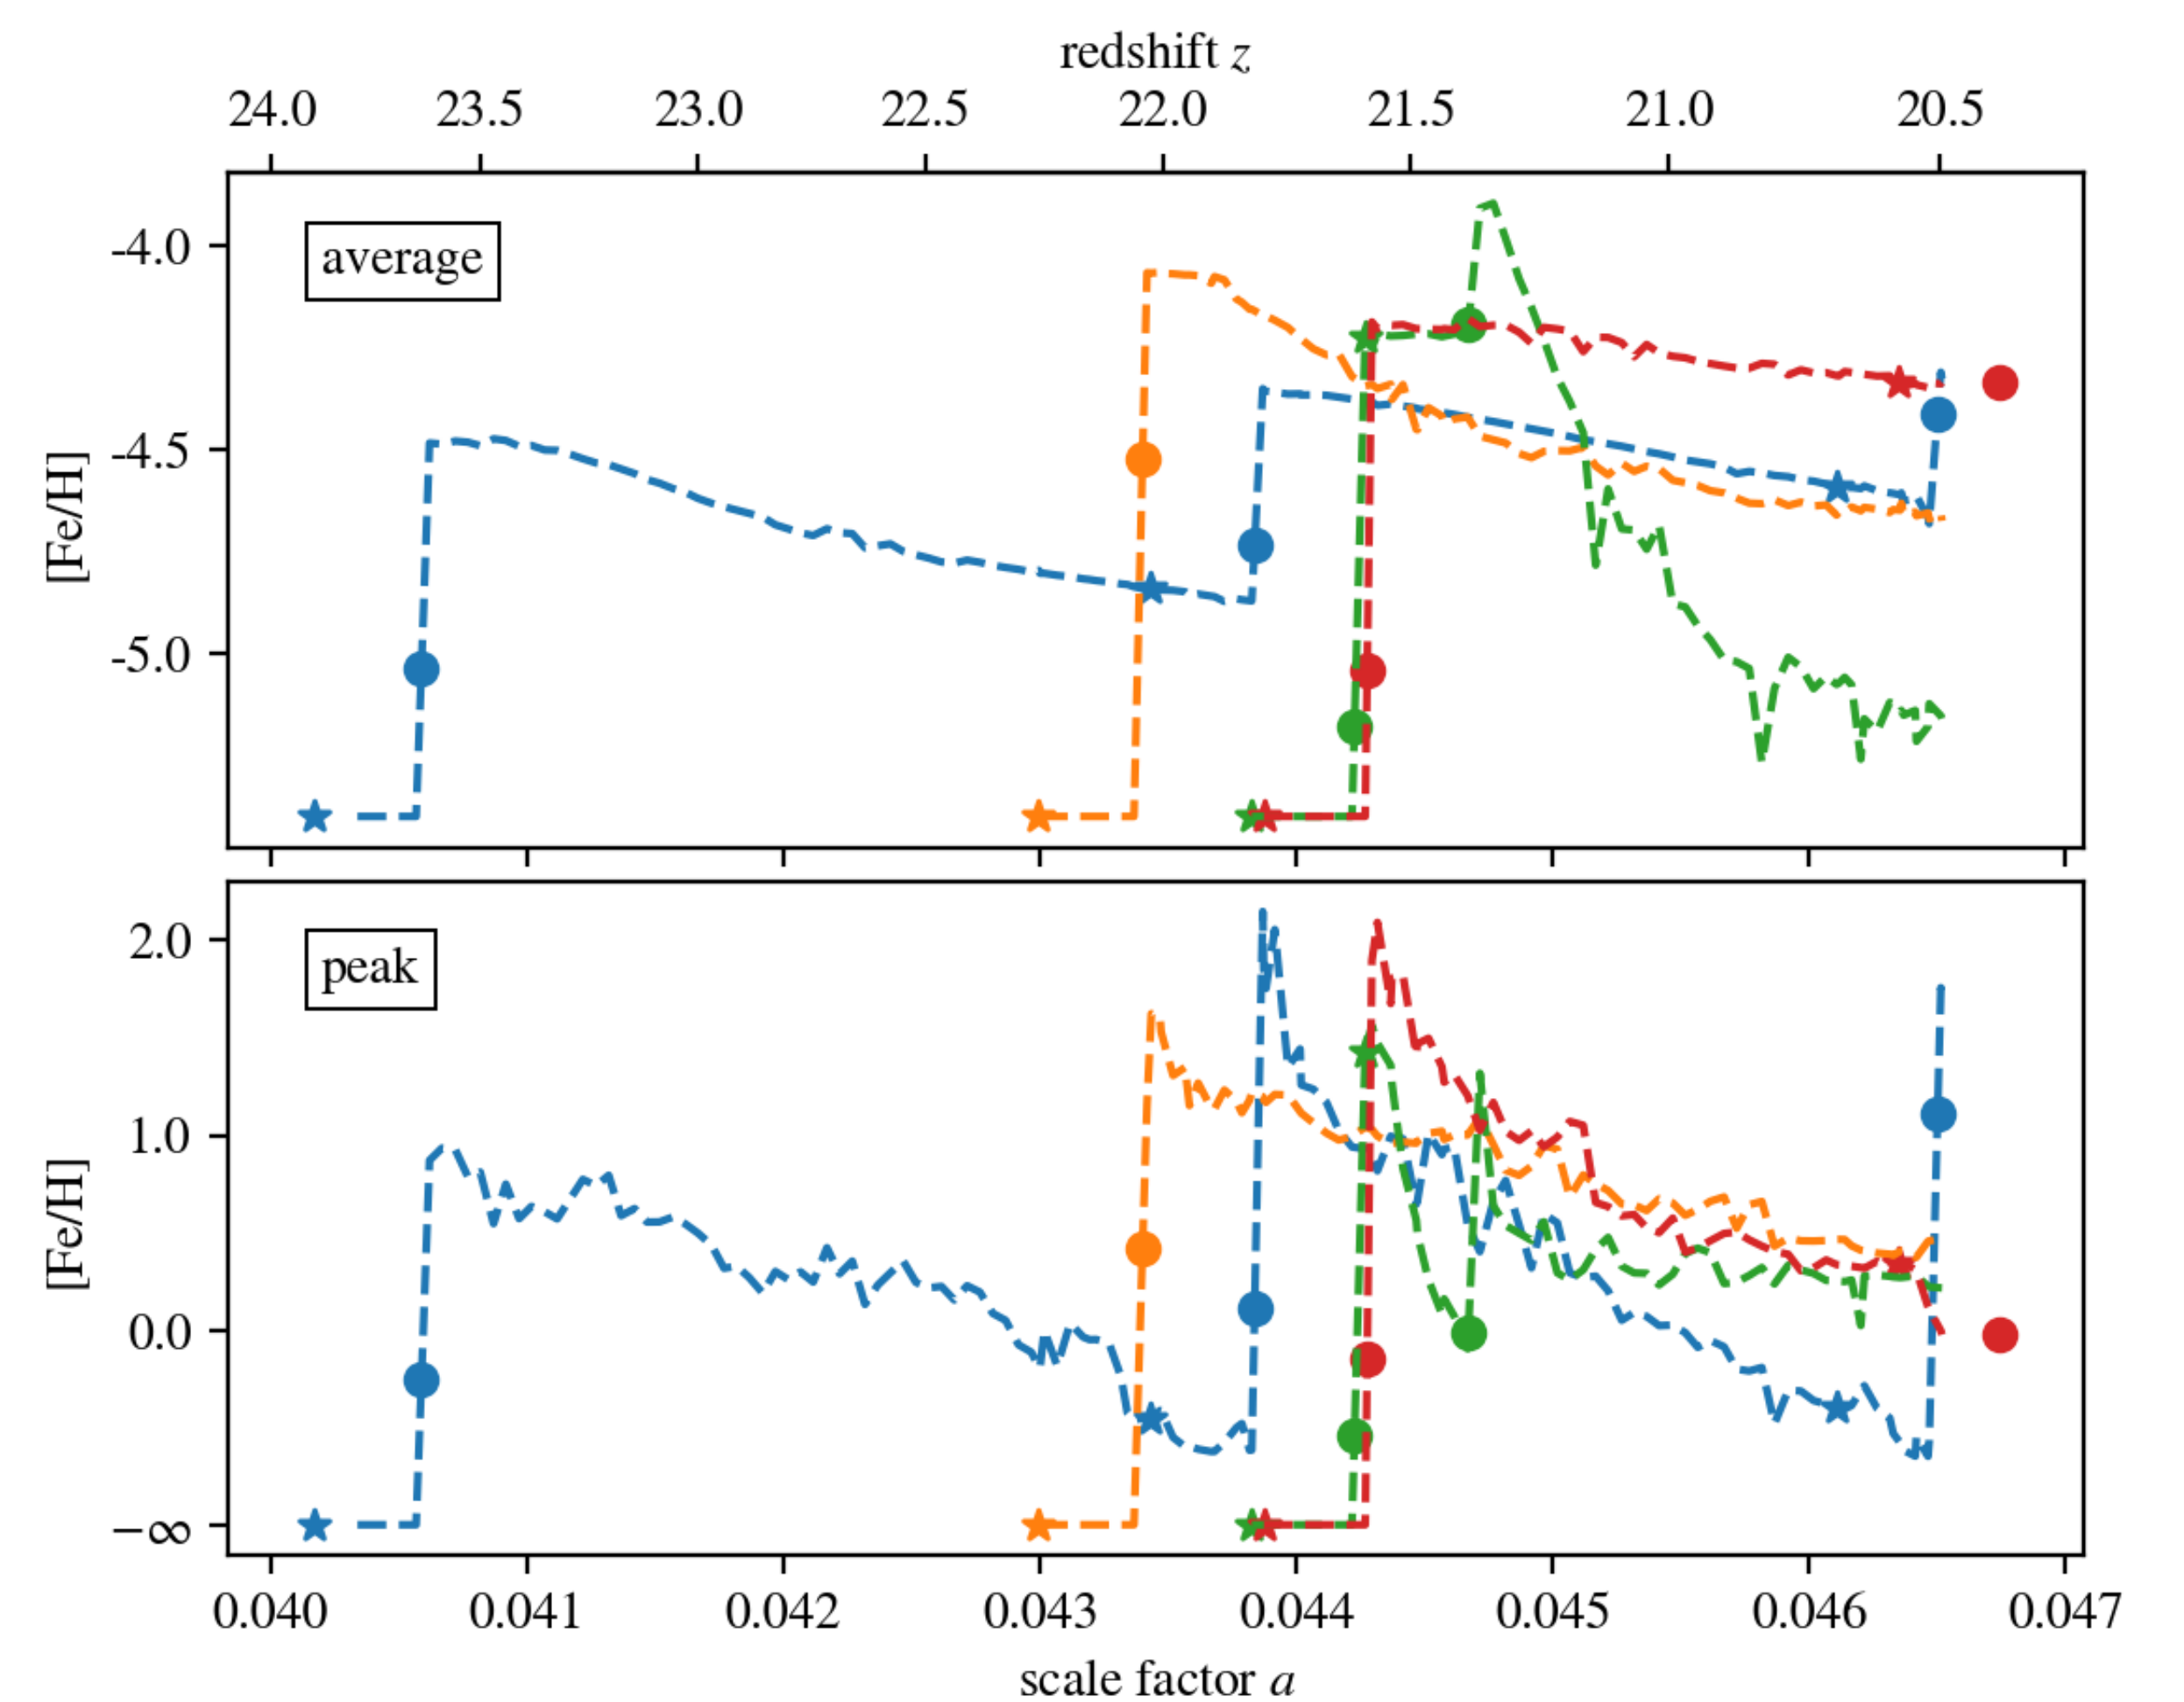 redshift z
24.0 23.5 23.0 22.5 22.0 21.5 21.0 20.5
average
-4.0
-4.5
-5.0
[Fe/H]
peak
2.0
1.0
0.0
−∞
[Fe/H]
0.040 0.041 0.042 0.043 0.044 0.045 0.046 0.047
scale factor a